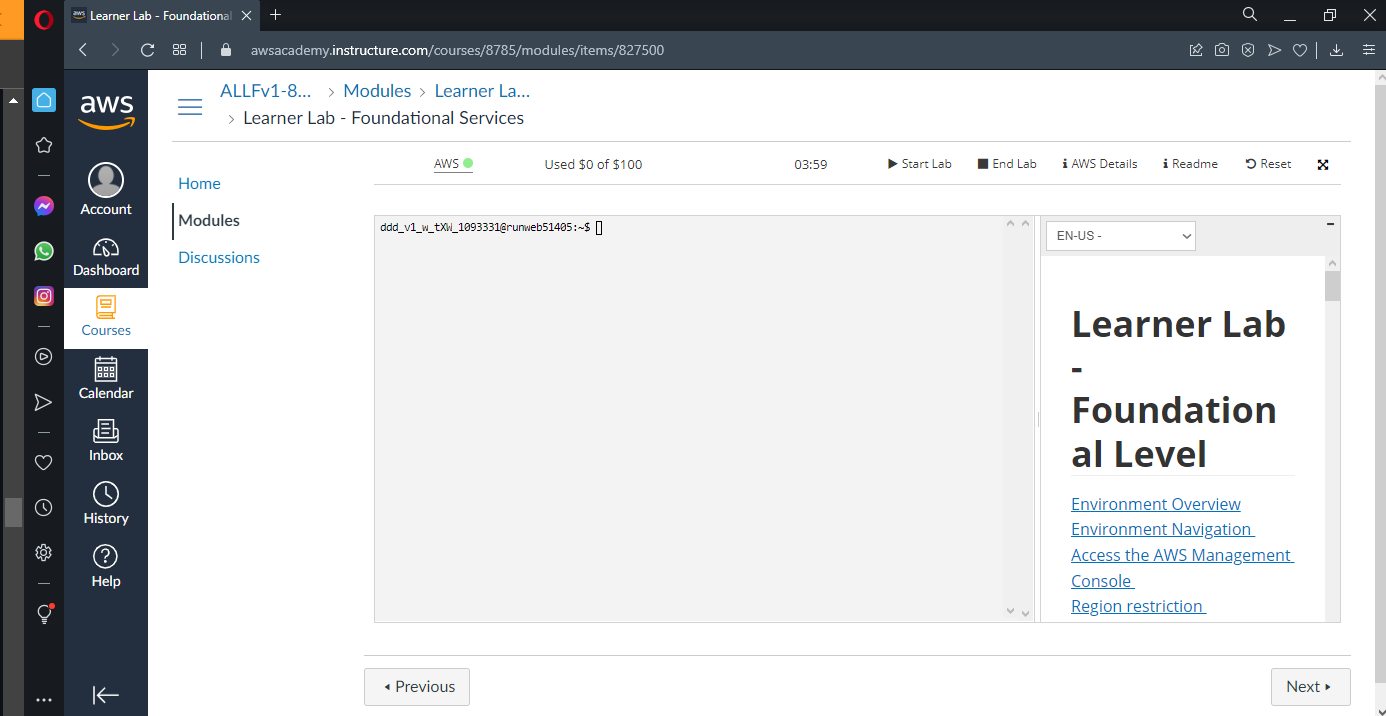 aws Learner Lab - Foundational
awsacademy.instructure.com/courses/8785/modules/items/827500
aws
Account
Dashboard
Courses
Calendar
Inbox
History
Help
ALLFv1-8... > Modules > Learner La...
> Learner Lab - Foundational Services
Home
Modules
Discussions
AWS Used $0 of $100 03:59 Start Lab End Lab AWS Details Readme Reset
ddd_v1_w_tXW_1093331@runweb51405:~$
EN-US -
Learner Lab
-
Foundation
al Level
Environment Overview
Environment Navigation
Access the AWS Management
Console
Region restriction
Previous
Next